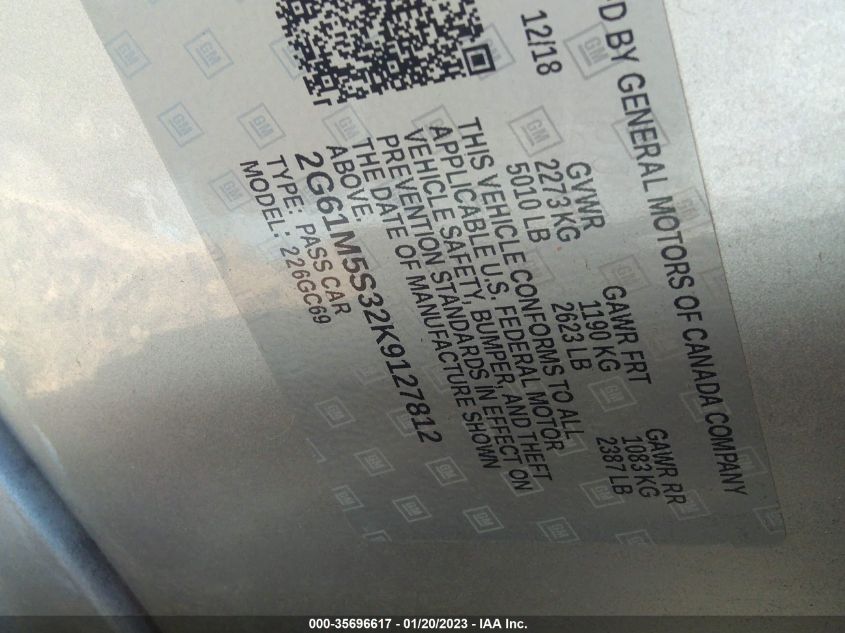 D BY GENERAL MOTORS OF CANADA COMPANY
12/18
GVWR GAWR FRT GAWR RR
2273 KG 1190 KG 1083 KG
5010 LB 2623 LB 2387 LB
THIS VEHICLE CONFORMS TO ALL
APPLICABLE U.S. FEDERAL MOTOR
VEHICLE SAFETY, BUMPER, AND THEFT
PREVENTION STANDARDS IN EFFECT ON
THE DATE OF MANUFACTURE SHOWN
ABOVE.
2G61M5S32K9127812
TYPE: PASS CAR
MODEL: 226GC69
GM
000-35696617 - 01/20/2023 - IAA Inc.